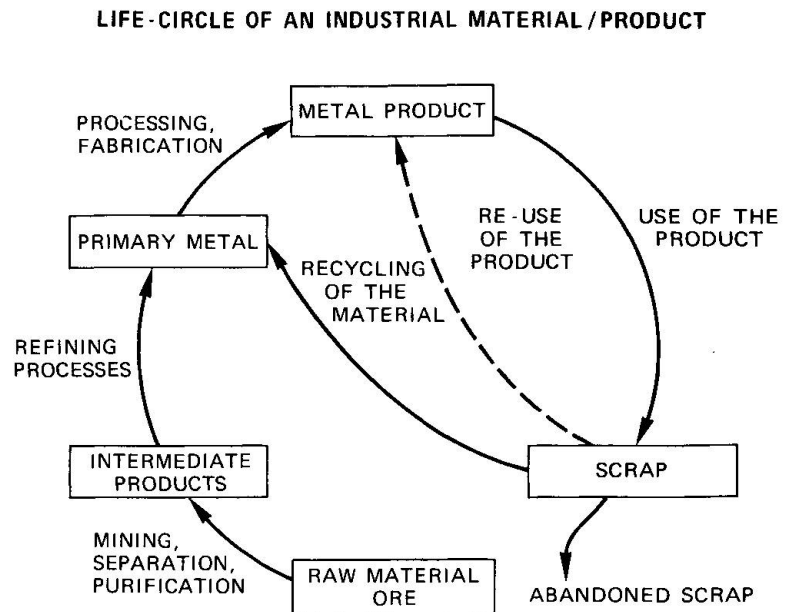 LIFE-CIRCLE OF AN INDUSTRIAL MATERIAL/PRODUCT
METAL PRODUCT
PROCESSING,
FABRICATION
PRIMARY METAL
RE-USE
OF THE
PRODUCT
USE OF THE
PRODUCT
RECYCLING
OF THE
MATERIAL
REFINING
PROCESSES
INTERMEDIATE
PRODUCTS
SCRAP
MINING,
SEPARATION,
PURIFICATION
RAW MATERIAL
ORE
ABANDONED SCRAP